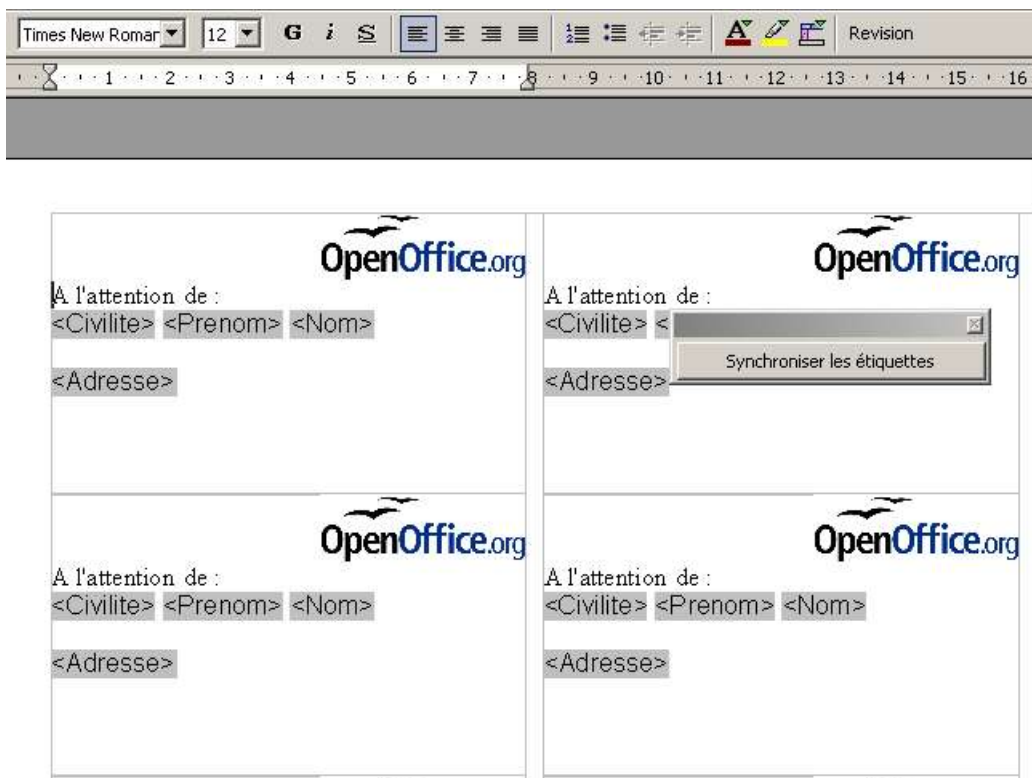 Times New Romar 12 G i S A Revision
1 2 3 4 5 6 7 8 9 10 11 12 13 14 15 16
OpenOffice.org
A l'attention de :
<Civilite> <Prenom> <Nom>
<Adresse>
OpenOffice.org
A l'attention de :
<Civilite> <
Synchroniser les étiquettes
<Adresse>
OpenOffice.org
A l'attention de :
<Civilite> <Prenom> <Nom>
<Adresse>
OpenOffice.org
A l'attention de :
<Civilite> <Prenom> <Nom>
<Adresse>